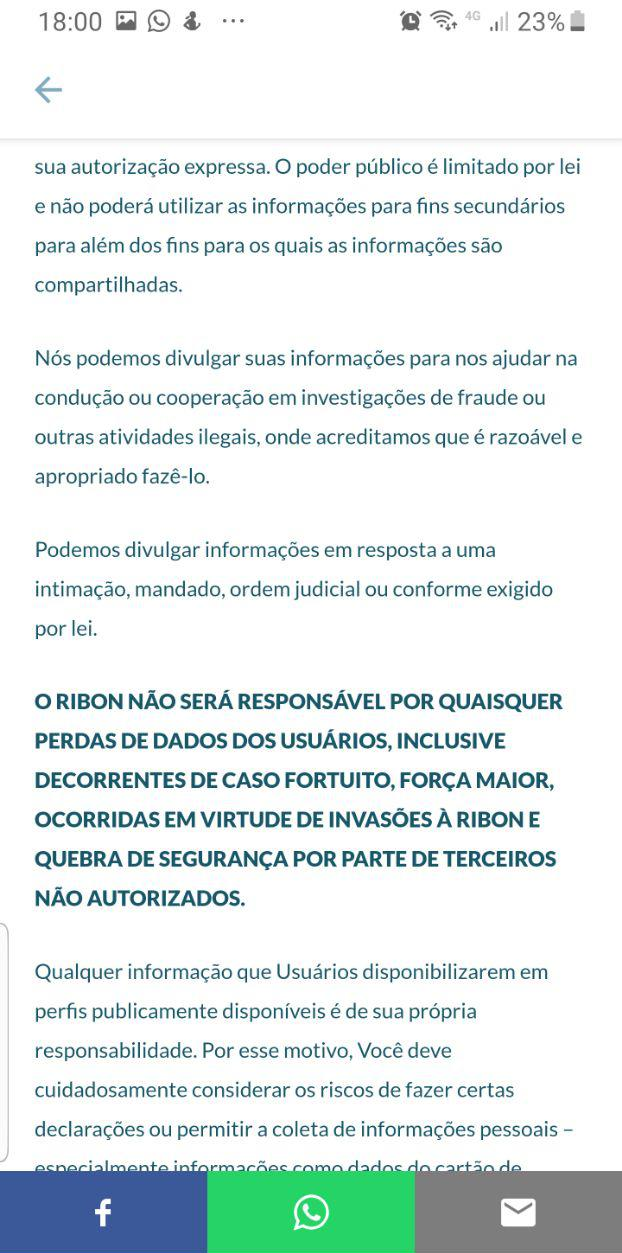 18:00
4G
23%
sua autorização expressa. O poder público é limitado por lei
e não poderá utilizar as informações para fins secundários
para além dos fins para os quais as informações são
compartilhadas.
Nós podemos divulgar suas informações para nos ajudar na
condução ou cooperação em investigações de fraude ou
outras atividades ilegais, onde acreditamos que é razoável e
apropriado fazê-lo.
Podemos divulgar informações em resposta a uma
intimação, mandado, ordem judicial ou conforme exigido
por lei.
O RIBON NÃO SERÁ RESPONSÁVEL POR QUAISQUER
PERDAS DE DADOS DOS USUÁRIOS, INCLUSIVE
DECORRENTES DE CASO FORTUITO, FORÇA MAIOR,
OCORRIDAS EM VIRTUDE DE INVASÕES À RIBON E
QUEBRA DE SEGURANÇA POR PARTE DE TERCEIROS
NÃO AUTORIZADOS.
Qualquer informação que Usuários disponibilizarem em
perfis publicamente disponíveis é de sua própria
responsabilidade. Por esse motivo, Você deve
cuidadosamente considerar os riscos de fazer certas
declarações ou permitir a coleta de informações pessoais –
especialmente informações como dados do cartão de